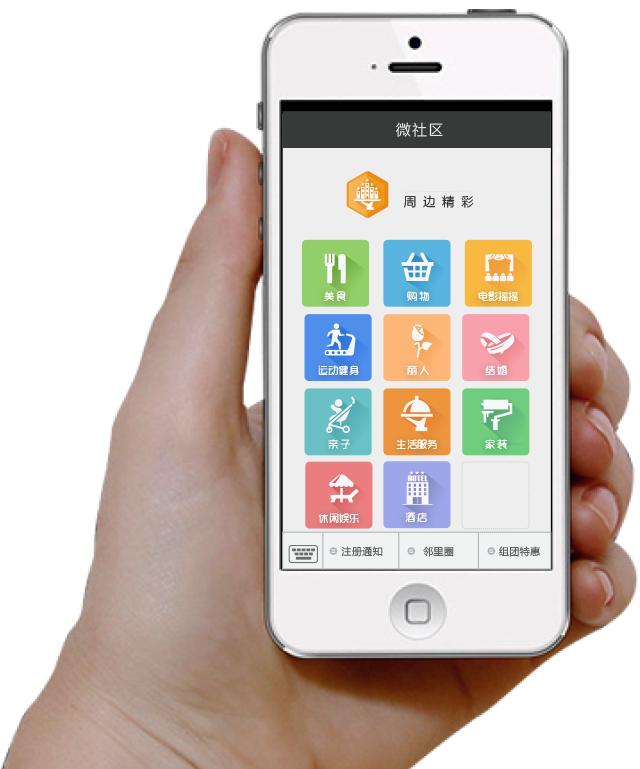 微社区
周边精彩
美食 购物 电影摇摇
运动健身 丽人 结婚
亲子 生活服务 家装
HOTEL
休闲娱乐 酒店
注册通知 邻里圈 组团特惠